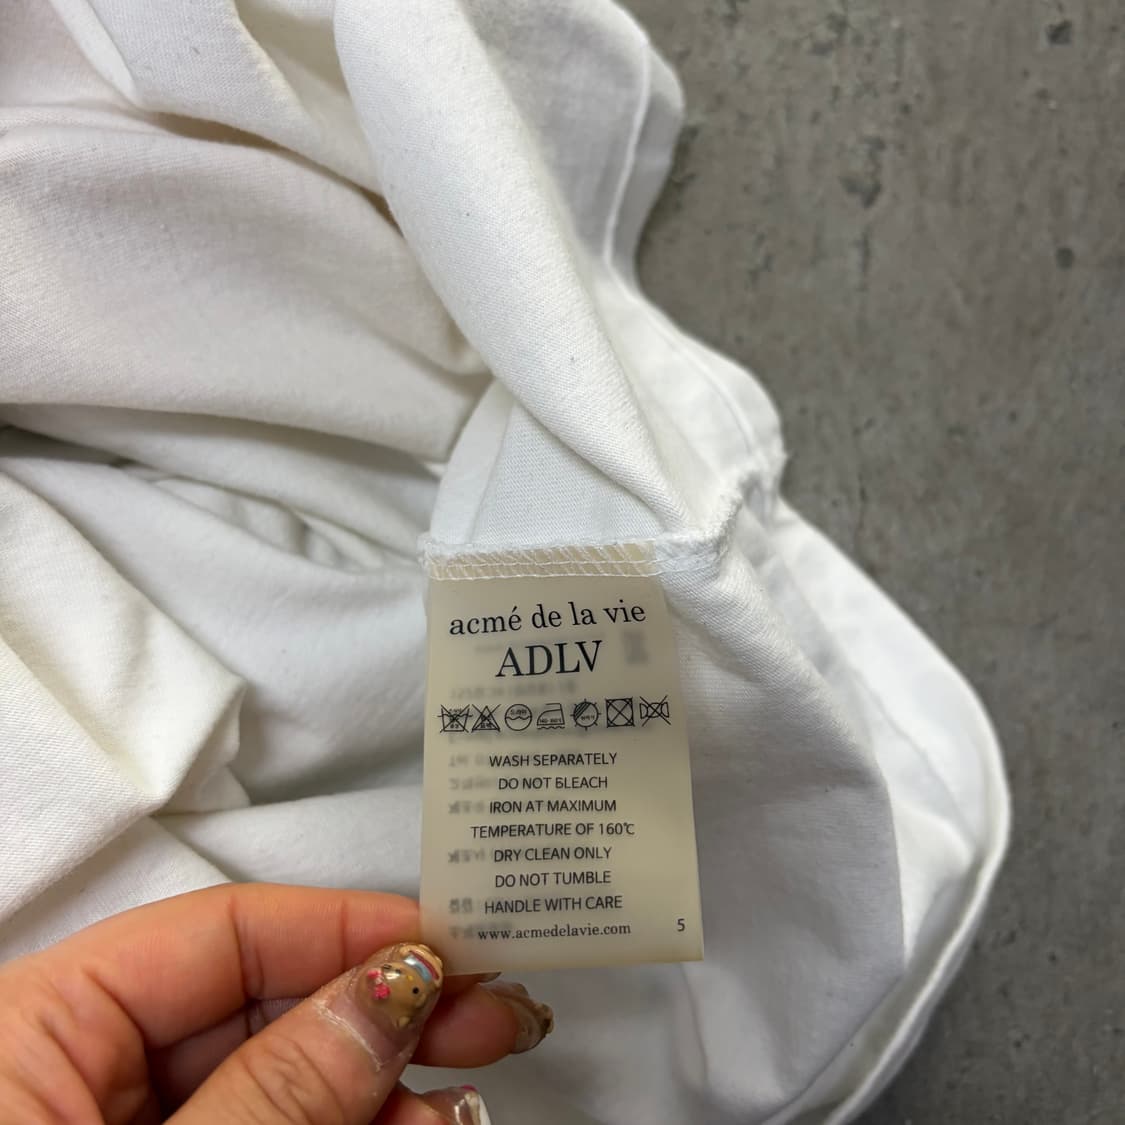 acmé de la vie
ADLV
WASH SEPARATELY
DO NOT BLEACH
IRON AT MAXIMUM
TEMPERATURE OF 160℃
DRY CLEAN ONLY
DO NOT TUMBLE
HANDLE WITH CARE
www.acmedelavie.com 5